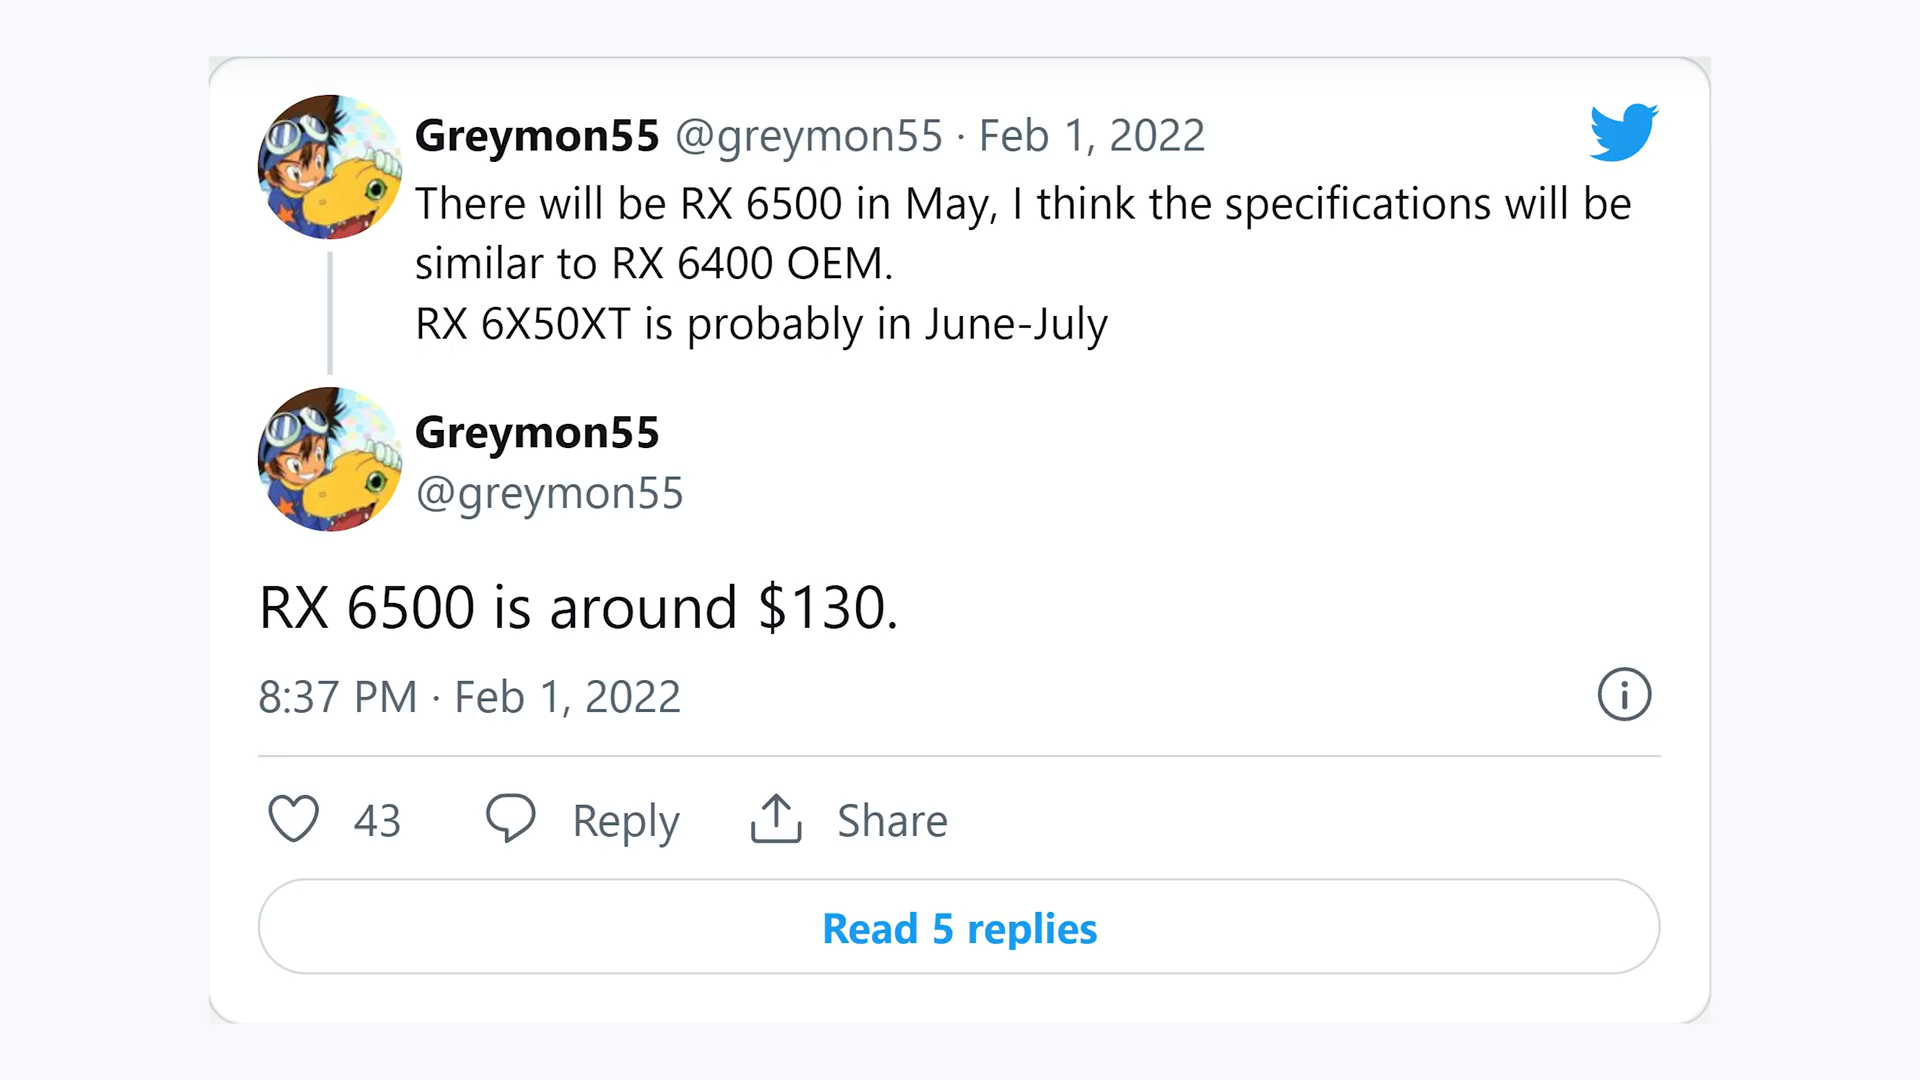 Greymon55 @greymon55 · Feb 1, 2022
There will be RX 6500 in May, I think the specifications will be
similar to RX 6400 OEM.
RX 6X50XT is probably in June-July
Greymon55
@greymon55
RX 6500 is around $130.
8:37 PM · Feb 1, 2022
43 Reply Share
Read 5 replies